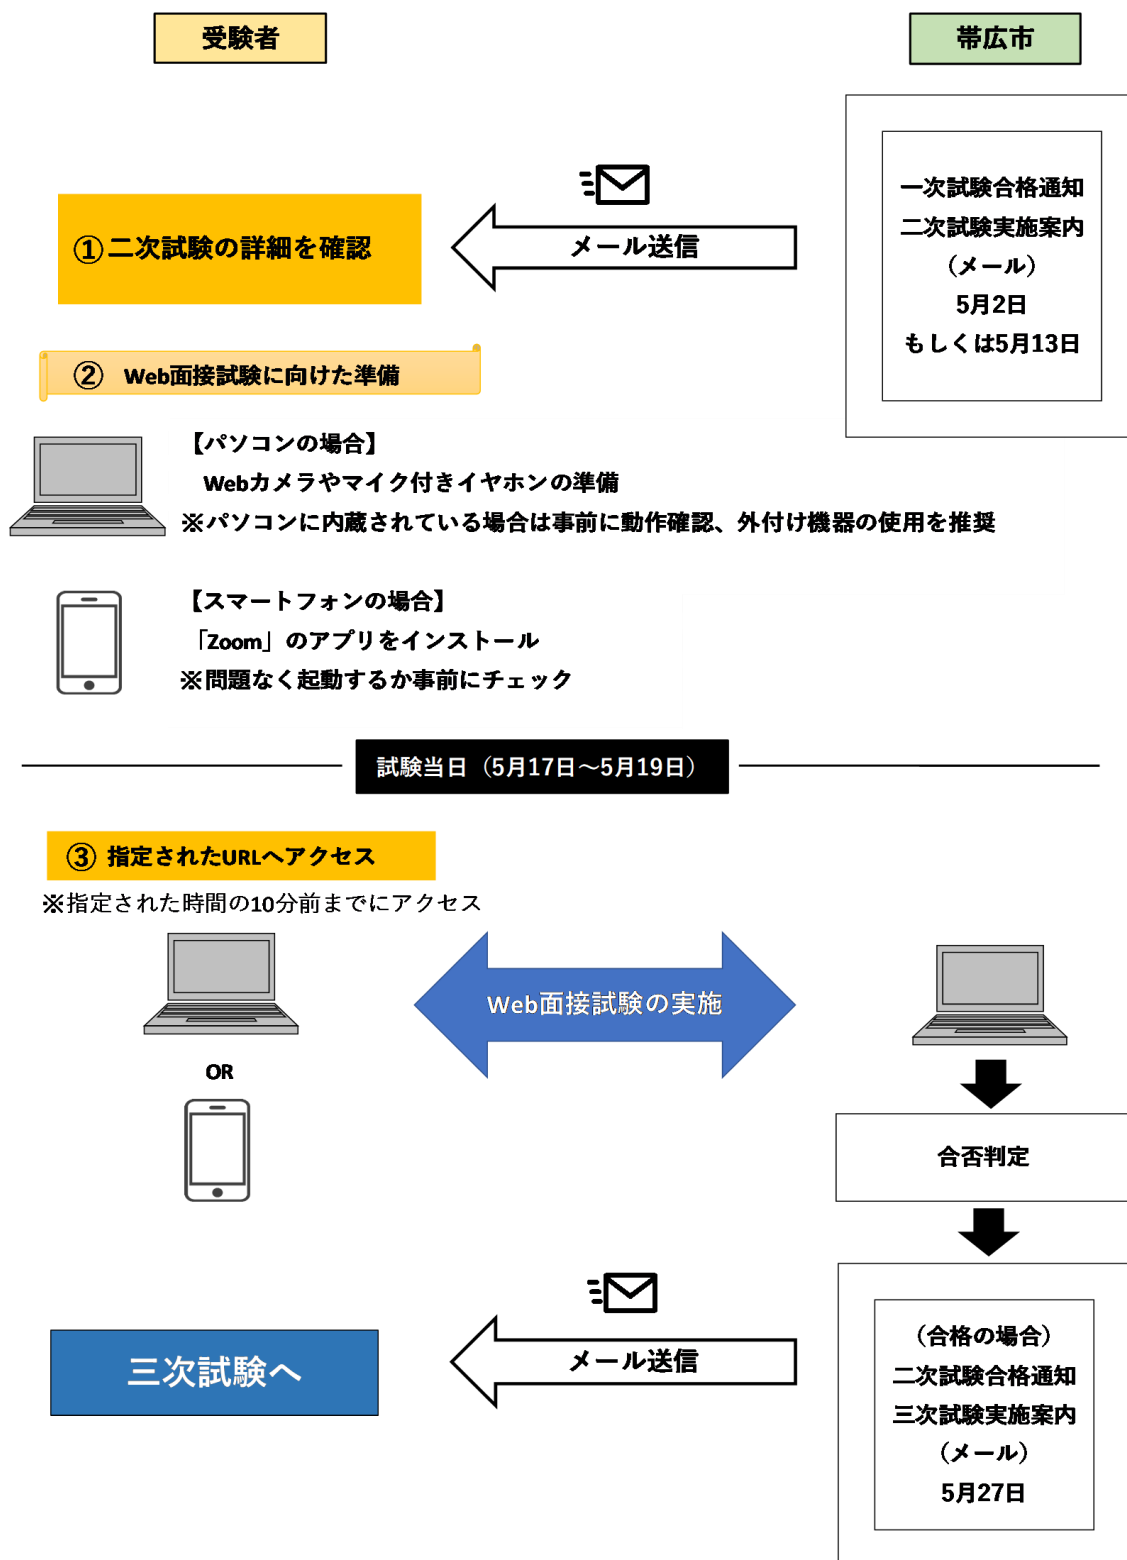 受験者
帯広市
一次試験合格通知
二次試験実施案内
（メール）
5月2日
もしくは5月13日
メール送信
①二次試験の詳細を確認
② Web面接試験に向けた準備
【パソコンの場合】
Webカメラやマイク付きイヤホンの準備
※パソコンに内蔵されている場合は事前に動作確認、外付け機器の使用を推奨
【スマートフォンの場合】
「Zoom」のアプリをインストール
※問題なく起動するか事前にチェック
試験当日（5月17日～5月19日）
③ 指定されたURLへアクセス
※指定された時間の10分前までにアクセス
Web面接試験の実施
OR
合否判定
（合格の場合）
二次試験合格通知
三次試験実施案内
（メール）
5月27日
メール送信
三次試験へ